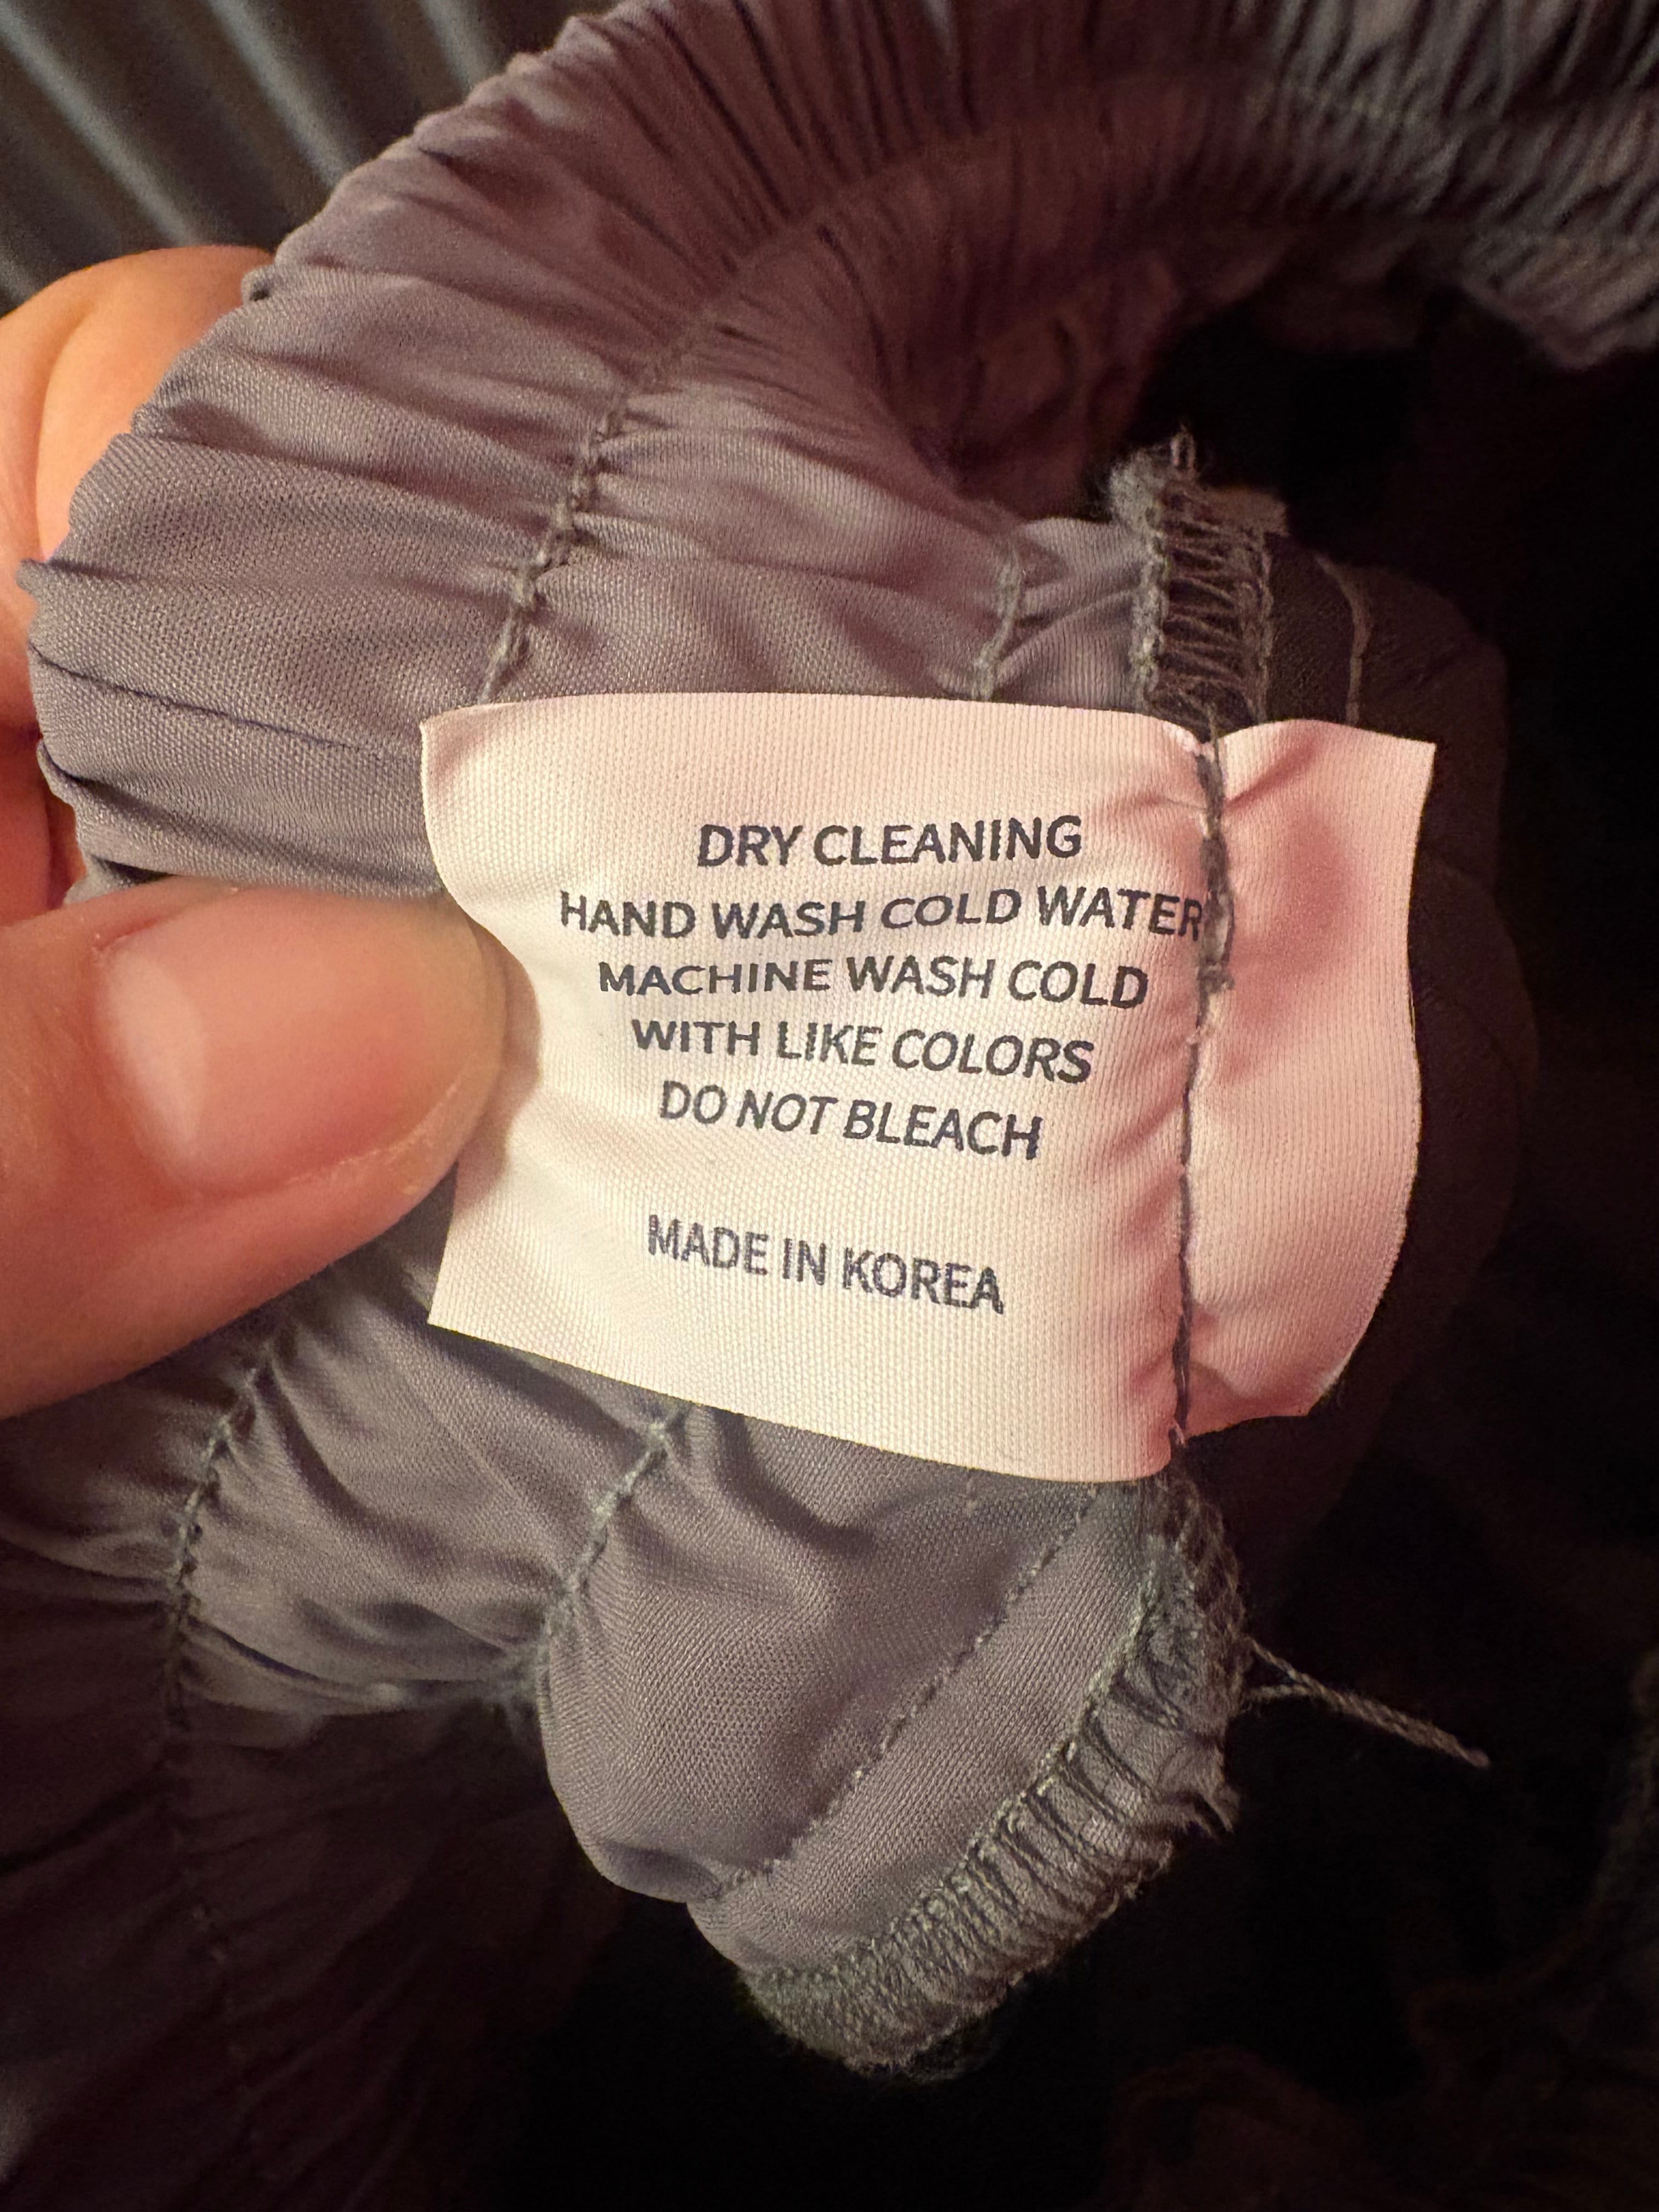 DRY CLEANING
HAND WASH COLD WATER
MACHINE WASH COLD
WITH LIKE COLORS
DO NOT BLEACH
MADE IN KOREA